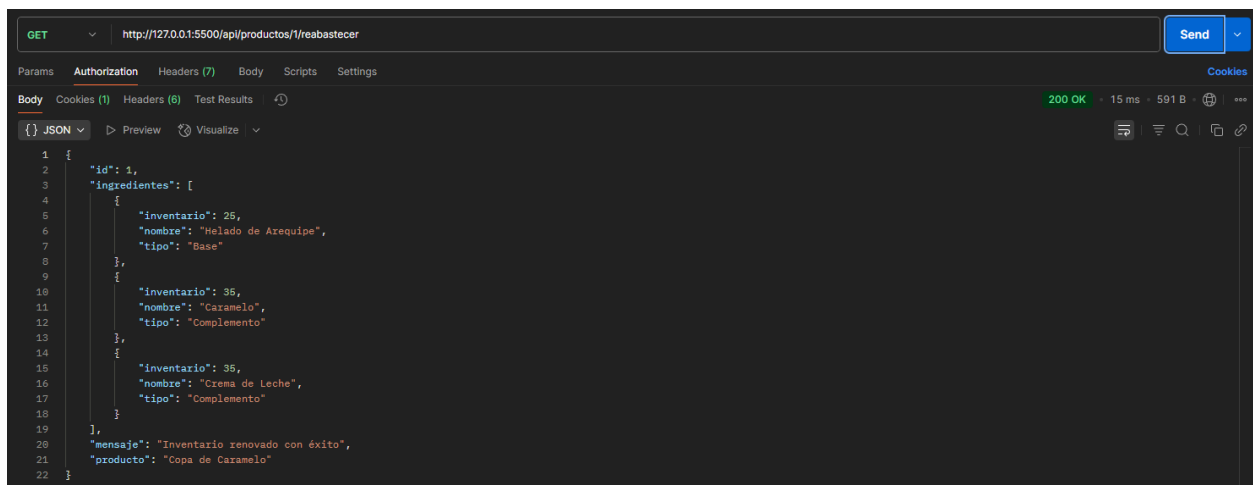 GET http://127.0.0.1:5500/api/productos/1/reabastecer Send
Params Authorization Headers (7) Body Scripts Settings Cookies
Body Cookies (1) Headers (6) Test Results 200 OK • 15 ms • 591 B
{} JSON Preview Visualize
1 {
2 "id": 1,
3 "ingredientes": [
4 {
5 "inventario": 25,
6 "nombre": "Helado de Arequipe",
7 "tipo": "Base"
8 },
9 {
10 "inventario": 35,
11 "nombre": "Caramelo",
12 "tipo": "Complemento"
13 },
14 {
15 "inventario": 35,
16 "nombre": "Crema de Leche",
17 "tipo": "Complemento"
18 }
19 ],
20 "mensaje": "Inventario renovado con éxito",
21 "producto": "Copa de Caramelo"
22 }